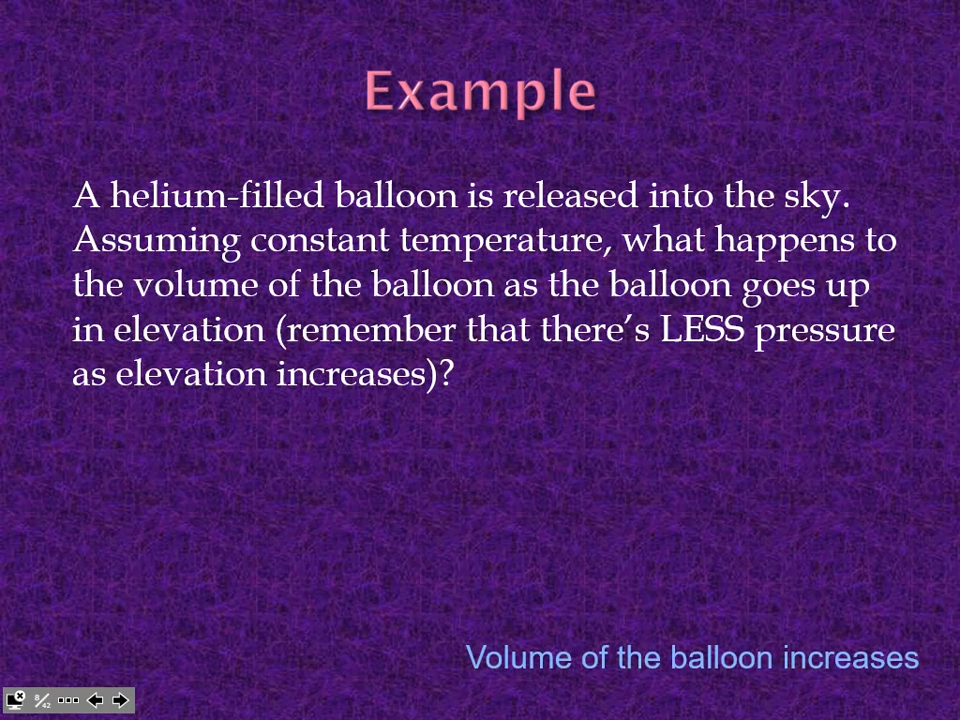 Example
A helium-filled balloon is released into the sky.
Assuming constant temperature, what happens to
the volume of the balloon as the balloon goes up
in elevation (remember that there’s LESS pressure
as elevation increases)?
Volume of the balloon increases
8/42